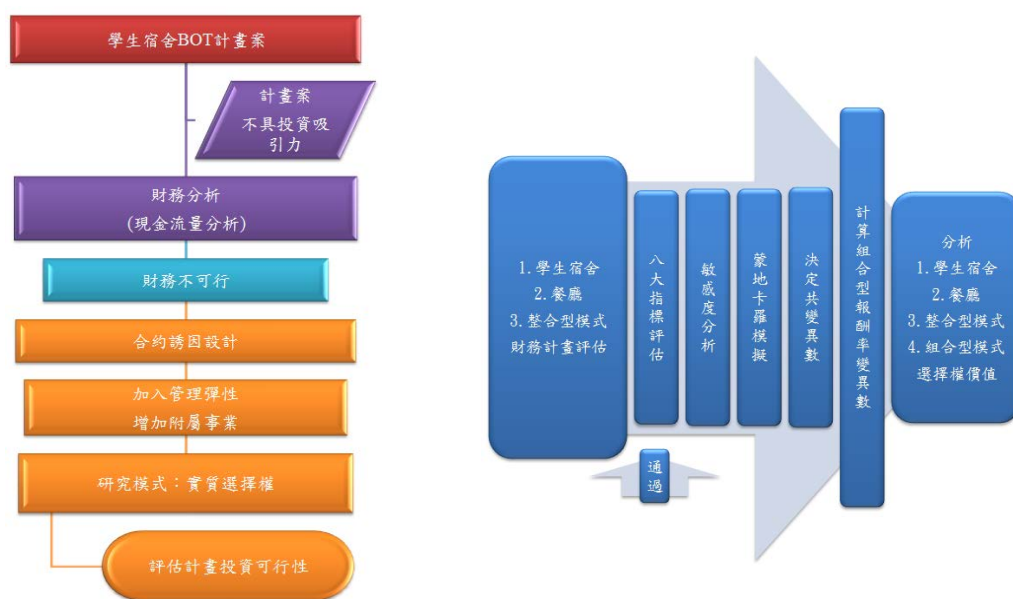 學生宿舍BOT計畫案
計畫案
不具投資吸
引力
財務分析
(現金流量分析)
財務不可行
合約誘因設計
加入管理彈性
增加附屬事業
研究模式：實質選擇權
評估計畫投資可行性
1.學生宿舍
2.餐廳
3.整合型模式
財務計畫評估
八大指標評估
通過
敏感度分析
蒙地卡羅模擬
決定共變異數
計算組合型報酬率變異數
分析
1.學生宿舍
2.餐廳
3.整合型模式
4.組合型模式
選擇權價值